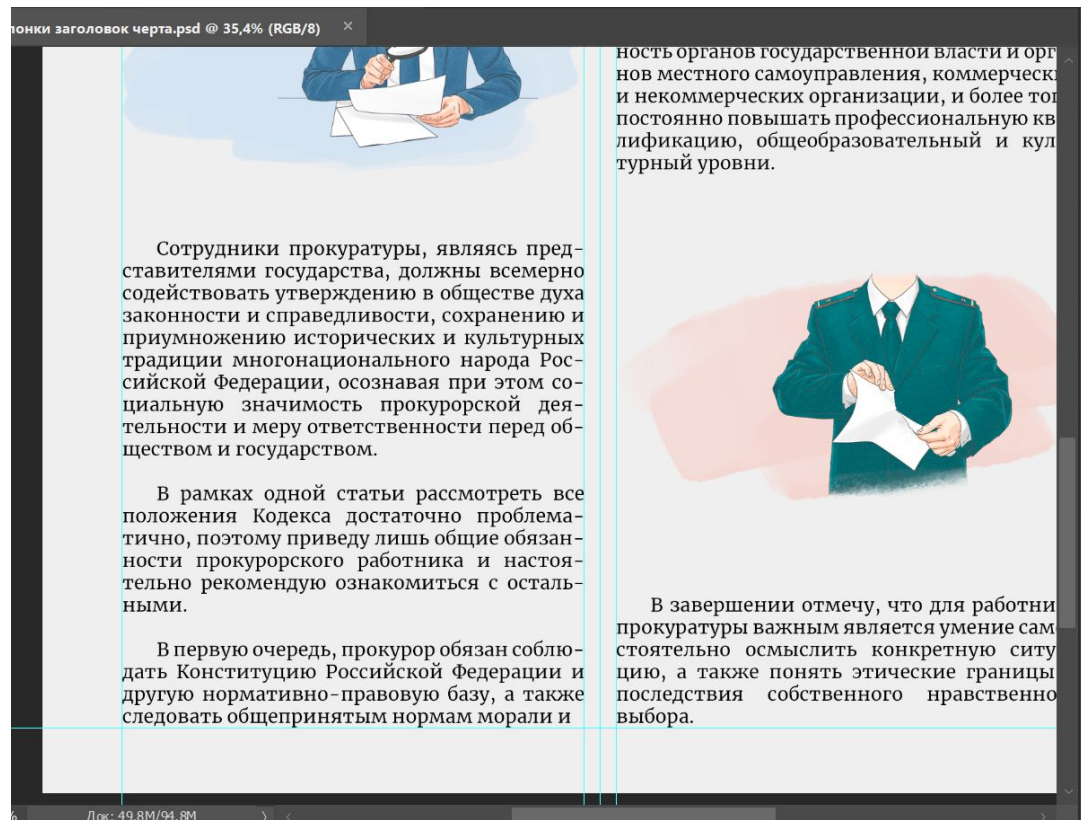 онки заголовок черта.psd @ 35,4% (RGB/8) ×
Сотрудники прокуратуры, являясь пред-
ставителями государства, должны всемерно
содействовать утверждению в обществе духа
законности и справедливости, сохранению и
приумножению исторических и культурных
традиции многонационального народа Рос-
сийской Федерации, осознавая при этом со-
циальную значимость прокурорской дея-
тельности и меру ответственности перед об-
ществом и государством.
В рамках одной статьи рассмотреть все
положения Кодекса достаточно проблема-
тично, поэтому приведу лишь общие обязан-
ности прокурорского работника и настоя-
тельно рекомендую ознакомиться с осталь-
ными.
В первую очередь, прокурор обязан соблю-
дать Конституцию Российской Федерации и
другую нормативно-правовую базу, а также
следовать общепринятым нормам морали и
ность органов государственной власти и орг
нов местного самоуправления, коммерческ
и некоммерческих организации, и более тог
постоянно повышать профессиональную кв
лификацию, общеобразовательный и кул
турный уровни.
В завершении отмечу, что для работни
прокуратуры важным является умение сам
стоятельно осмыслить конкретную ситу
цию, а также понять этические границы
последствия собственного нравственно
выбора.
% Док: 49,8M/94,8M